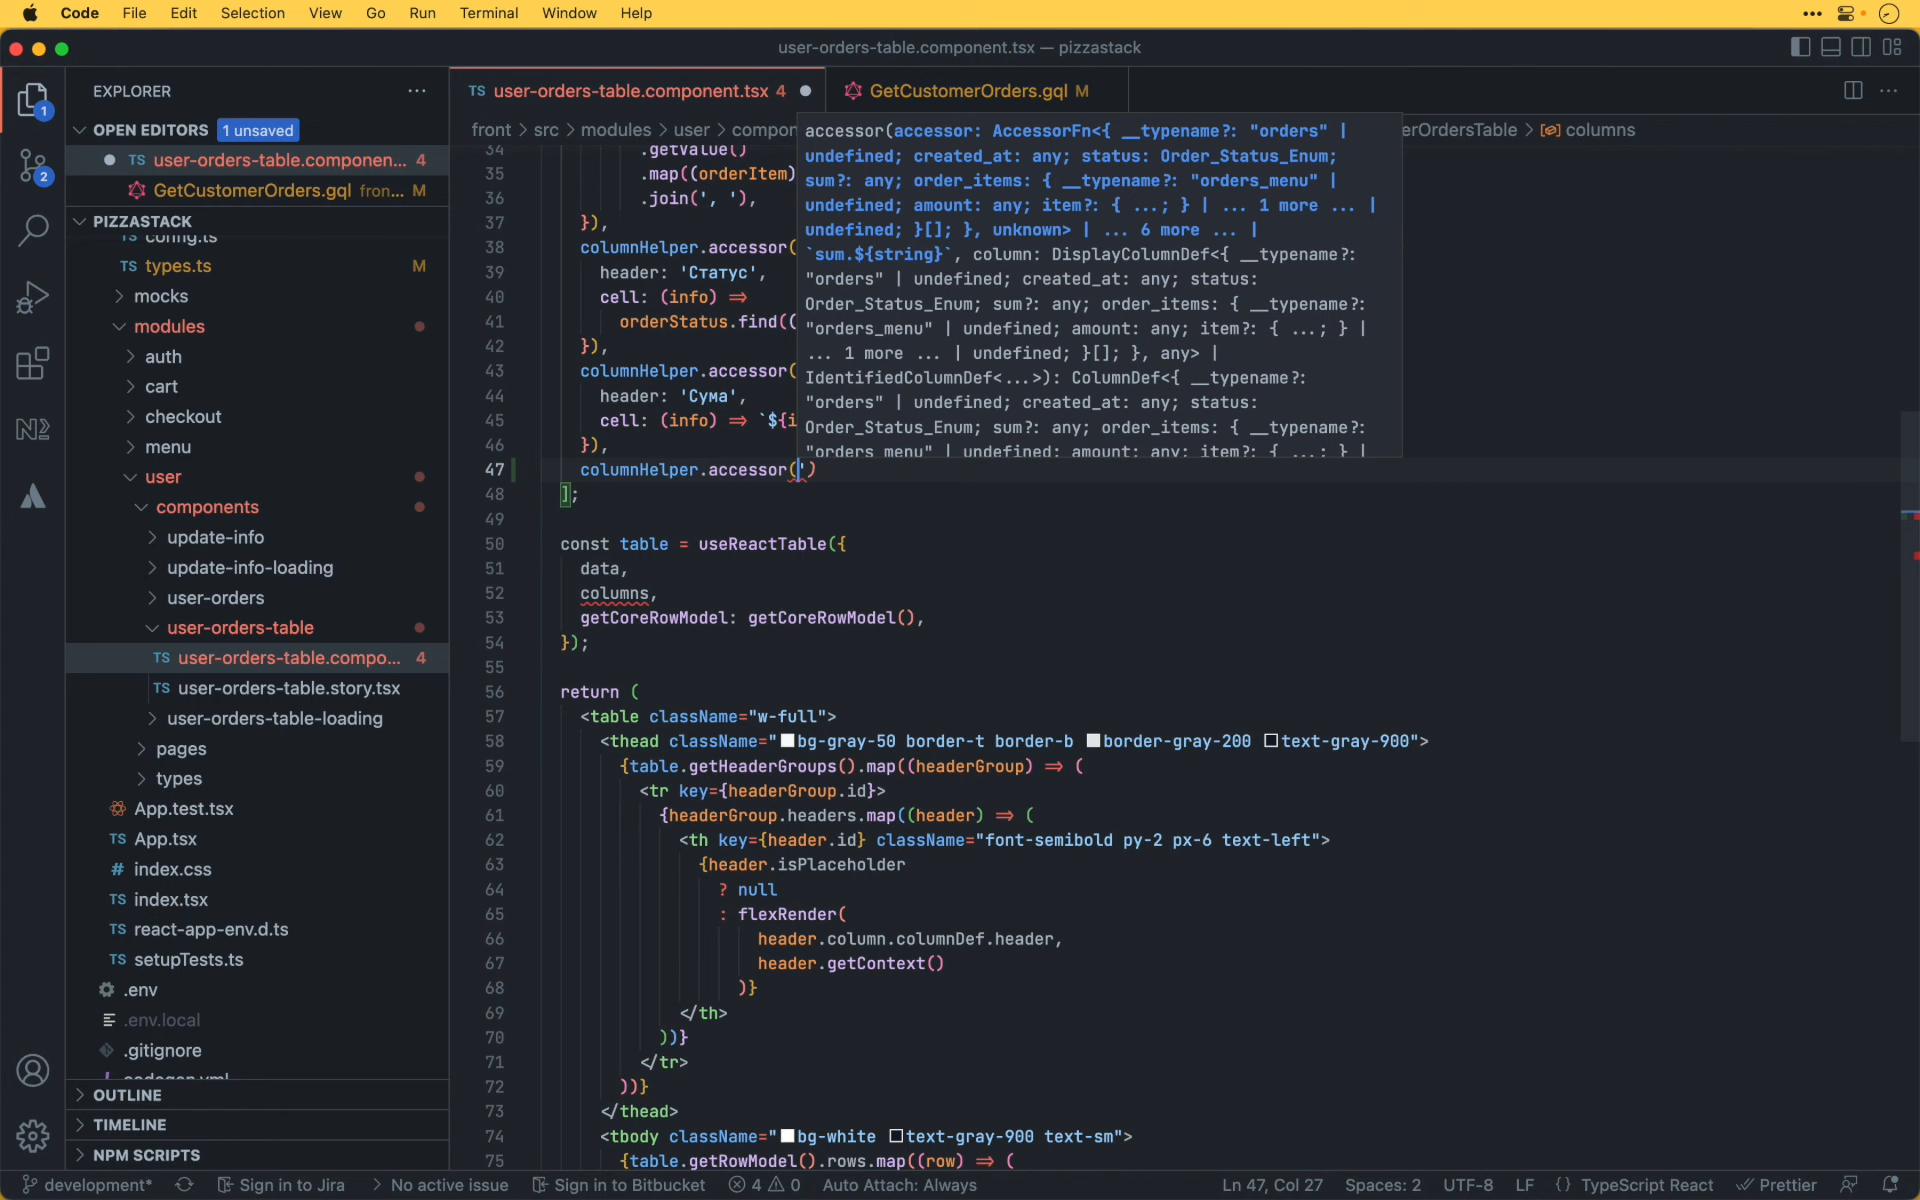 Code File Edit Selection View Go Run Terminal Window Help
user-orders-table.component.tsx — pizzastack
EXPLORER
OPEN EDITORS 1 unsaved
TS user-orders-table.componen... 4
GetCustomerOrders.gql fron... M
PIZZASTACK
TS config.ts
TS types.ts M
mocks
modules
auth
cart
checkout
menu
user
components
update-info
update-info-loading
user-orders
user-orders-table
TS user-orders-table.compo... 4
TS user-orders-table.story.tsx
user-orders-table-loading
pages
types
App.test.tsx
TS App.tsx
# index.css
TS index.tsx
TS react-app-env.d.ts
TS setupTests.ts
.env
.env.local
.gitignore
codegen.yml
OUTLINE
TIMELINE
NPM SCRIPTS
1
2
TS user-orders-table.component.tsx 4
GetCustomerOrders.gql M
front > src > modules > user > compon
erOrdersTable > columns
accessor(accessor: AccessorFn<{ __typename?: "orders" |
undefined; created_at: any; status: Order_Status_Enum;
sum?: any; order_items: { __typename?: "orders_menu" |
undefined; amount: any; item?: { ...; } | ... 1 more ... |
undefined; }[]; }, unknown> | ... 6 more ... |
`sum.${string}`, column: DisplayColumnDef<{ __typename?:
"orders" | undefined; created_at: any; status:
Order_Status_Enum; sum?: any; order_items: { __typename?:
"orders_menu" | undefined; amount: any; item?: { ...; } |
... 1 more ... | undefined; }[]; }, any> |
IdentifiedColumnDef<...>): ColumnDef<{ __typename?:
"orders" | undefined; created_at: any; status:
Order_Status_Enum; sum?: any; order_items: { __typename?:
"orders_menu" | undefined; amount: any; item?: { ...; } |
34 .getValue()
35 .map((orderItem)
36 .join(', '),
37 }),
38 columnHelper.accessor(
39 header: 'Статус',
40 cell: (info) =>
41 orderStatus.find((
42 }),
43 columnHelper.accessor(
44 header: 'Сума',
45 cell: (info) => `${i
46 }),
47 columnHelper.accessor(')
48 ];
49
50 const table = useReactTable({
51 data,
52 columns,
53 getCoreRowModel: getCoreRowModel(),
54 });
55
56 return (
57 <table className="w-full">
58 <thead className="bg-gray-50 border-t border-b border-gray-200 text-gray-900">
59 {table.getHeaderGroups().map((headerGroup) => (
60 <tr key={headerGroup.id}>
61 {headerGroup.headers.map((header) => (
62 <th key={header.id} className="font-semibold py-2 px-6 text-left">
63 {header.isPlaceholder
64 ? null
65 : flexRender(
66 header.column.columnDef.header,
67 header.getContext()
68 )}
69 </th>
70 ))}
71 </tr>
72 ))}
73 </thead>
74 <tbody className="bg-white text-gray-900 text-sm">
75 {table.getRowModel().rows.map((row) => (
development* Sign in to Jira No active issue Sign in to Bitbucket 4 0 Auto Attach: Always Ln 47, Col 27 Spaces: 2 UTF-8 LF {} TypeScript React Prettier